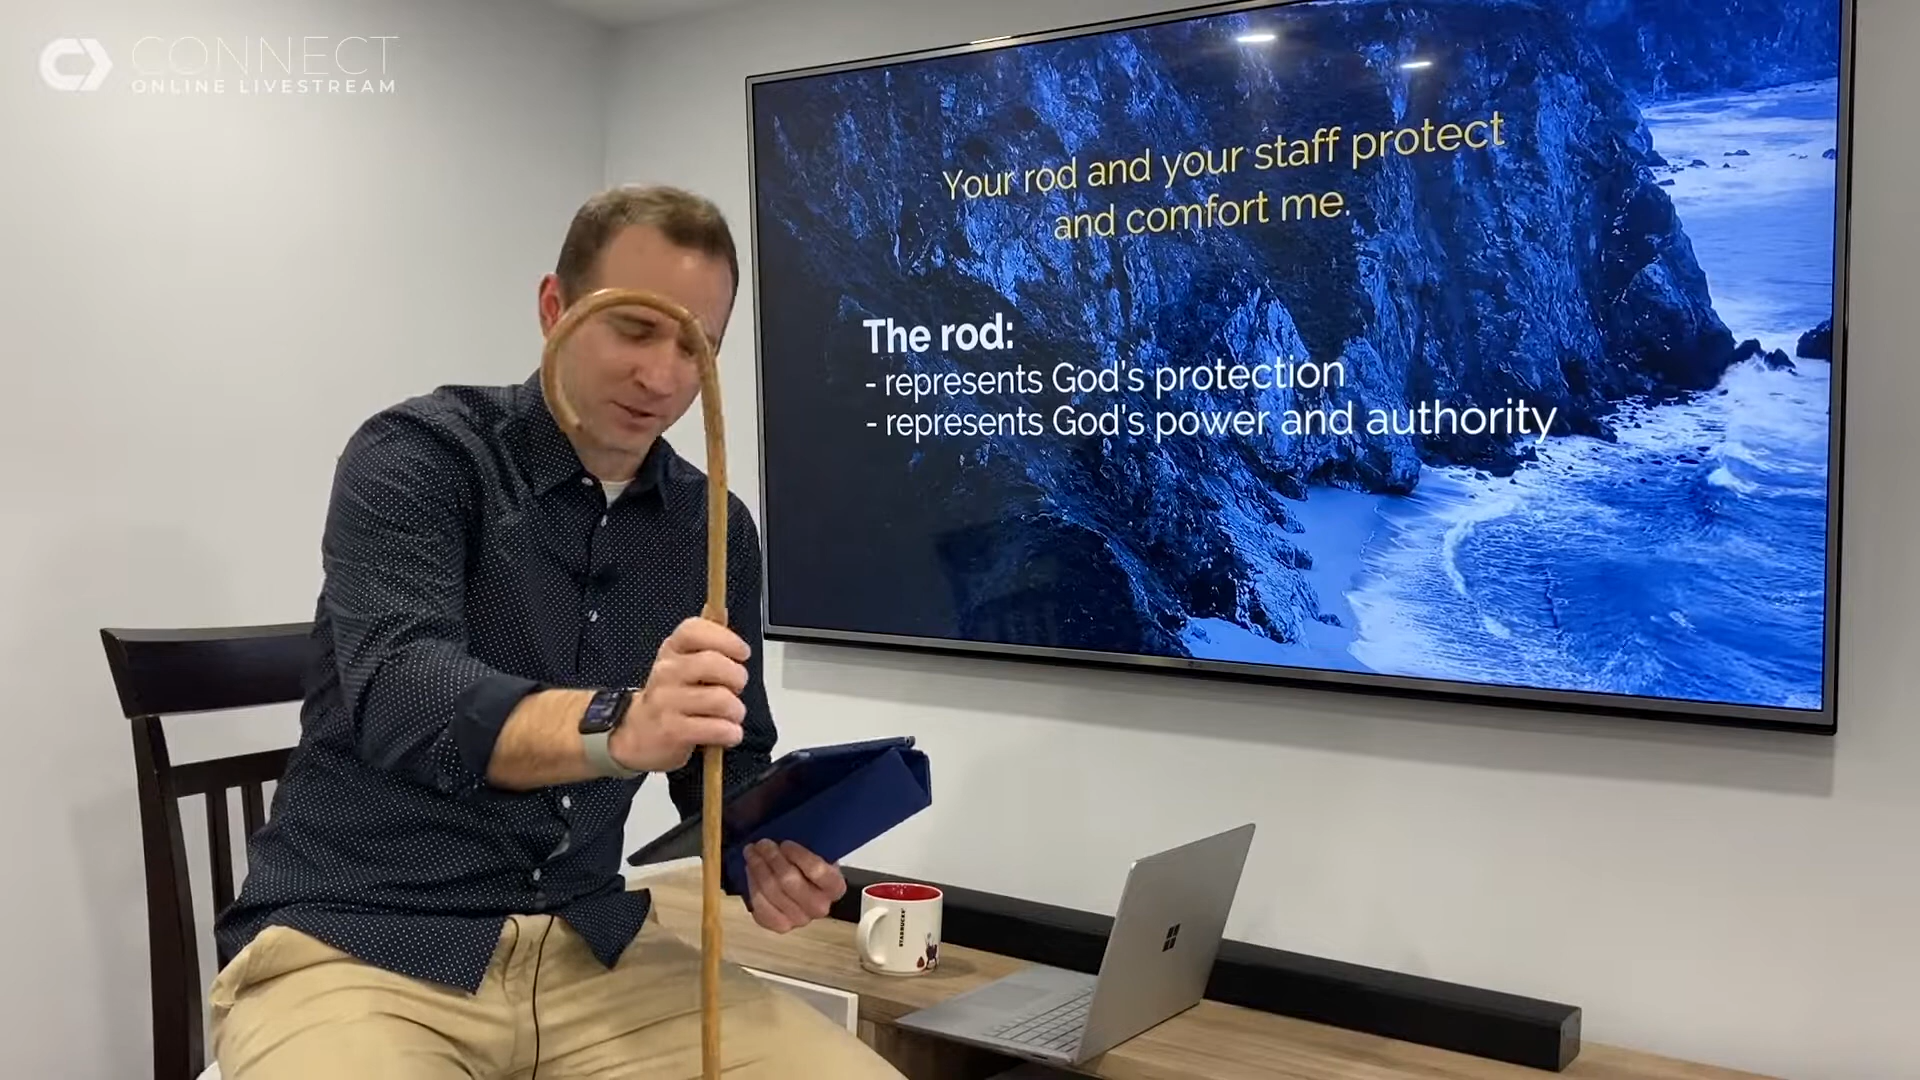 CONNECT
ONLINE LIVESTREAM
Your rod and your staff protect
and comfort me.
The rod:
- represents God's protection
- represents God's power and authority
STARBUCKS